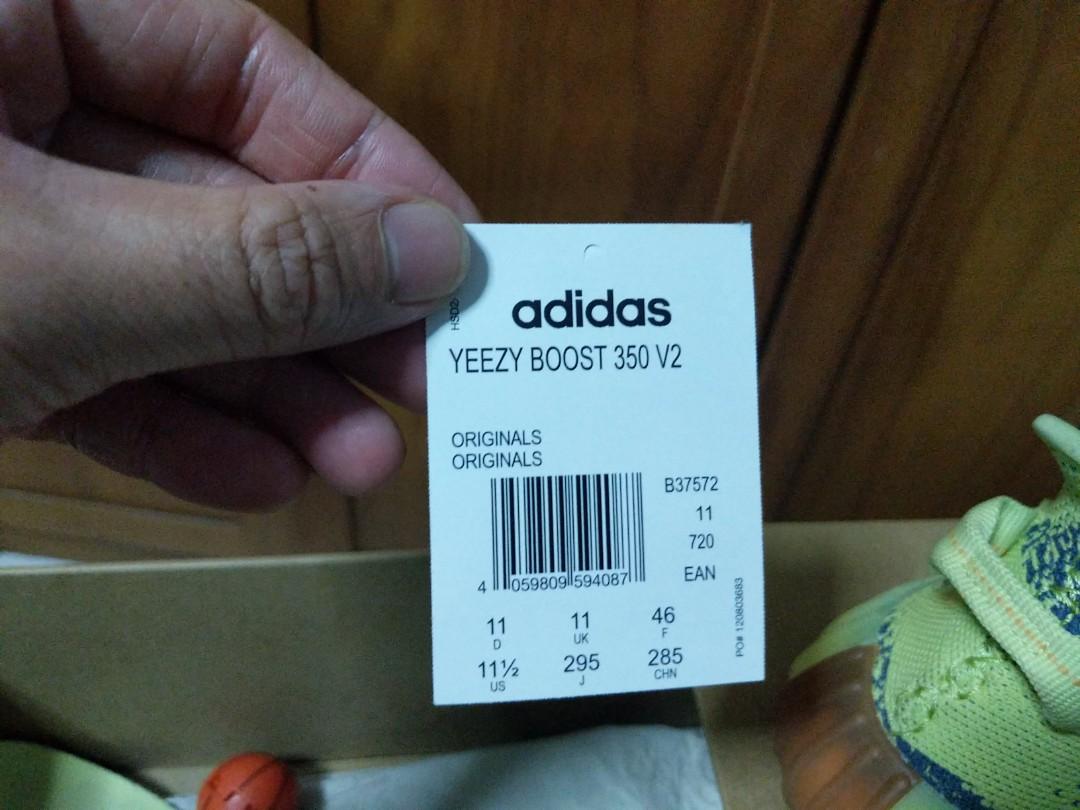 adidas
YEEZY BOOST 350 V2
ORIGINALS
ORIGINALS
B37572
11
720
EAN
4 059809 594087
11 11 46
D UK F
11½ 295 285
US J CHN
PO# 120803683